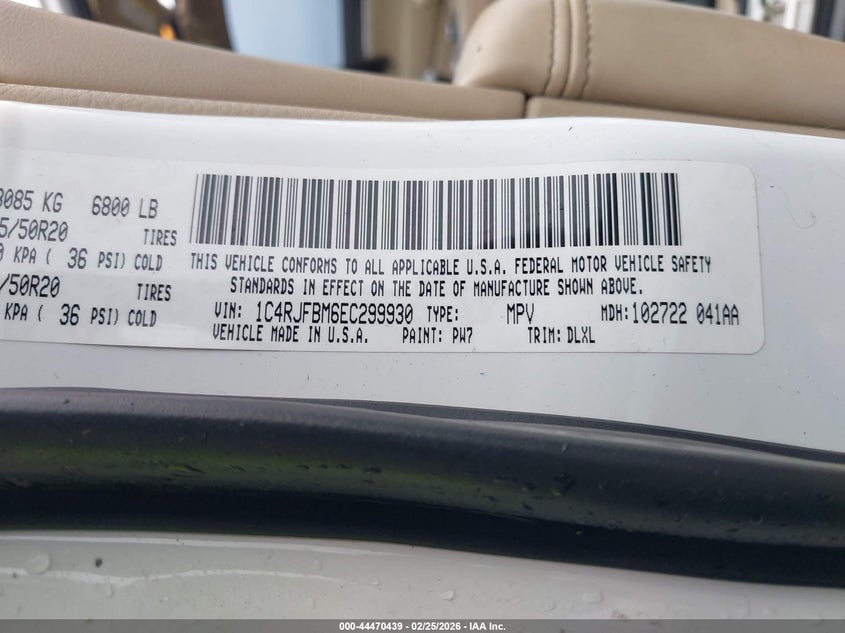 3085 KG 6800 LB
5/50R20 TIRES
0 KPA ( 36 PSI) COLD
/50R20 TIRES
KPA ( 36 PSI) COLD
THIS VEHICLE CONFORMS TO ALL APPLICABLE U.S.A. FEDERAL MOTOR VEHICLE SAFETY
STANDARDS IN EFFECT ON THE DATE OF MANUFACTURE SHOWN ABOVE.
VIN: 1C4RJFBM6EC299930 TYPE: MPV MDH: 102722 041AA
VEHICLE MADE IN U.S.A. PAINT: PW7 TRIM: DLXL
000-44470439 | 02/25/2026 – IAA Inc.